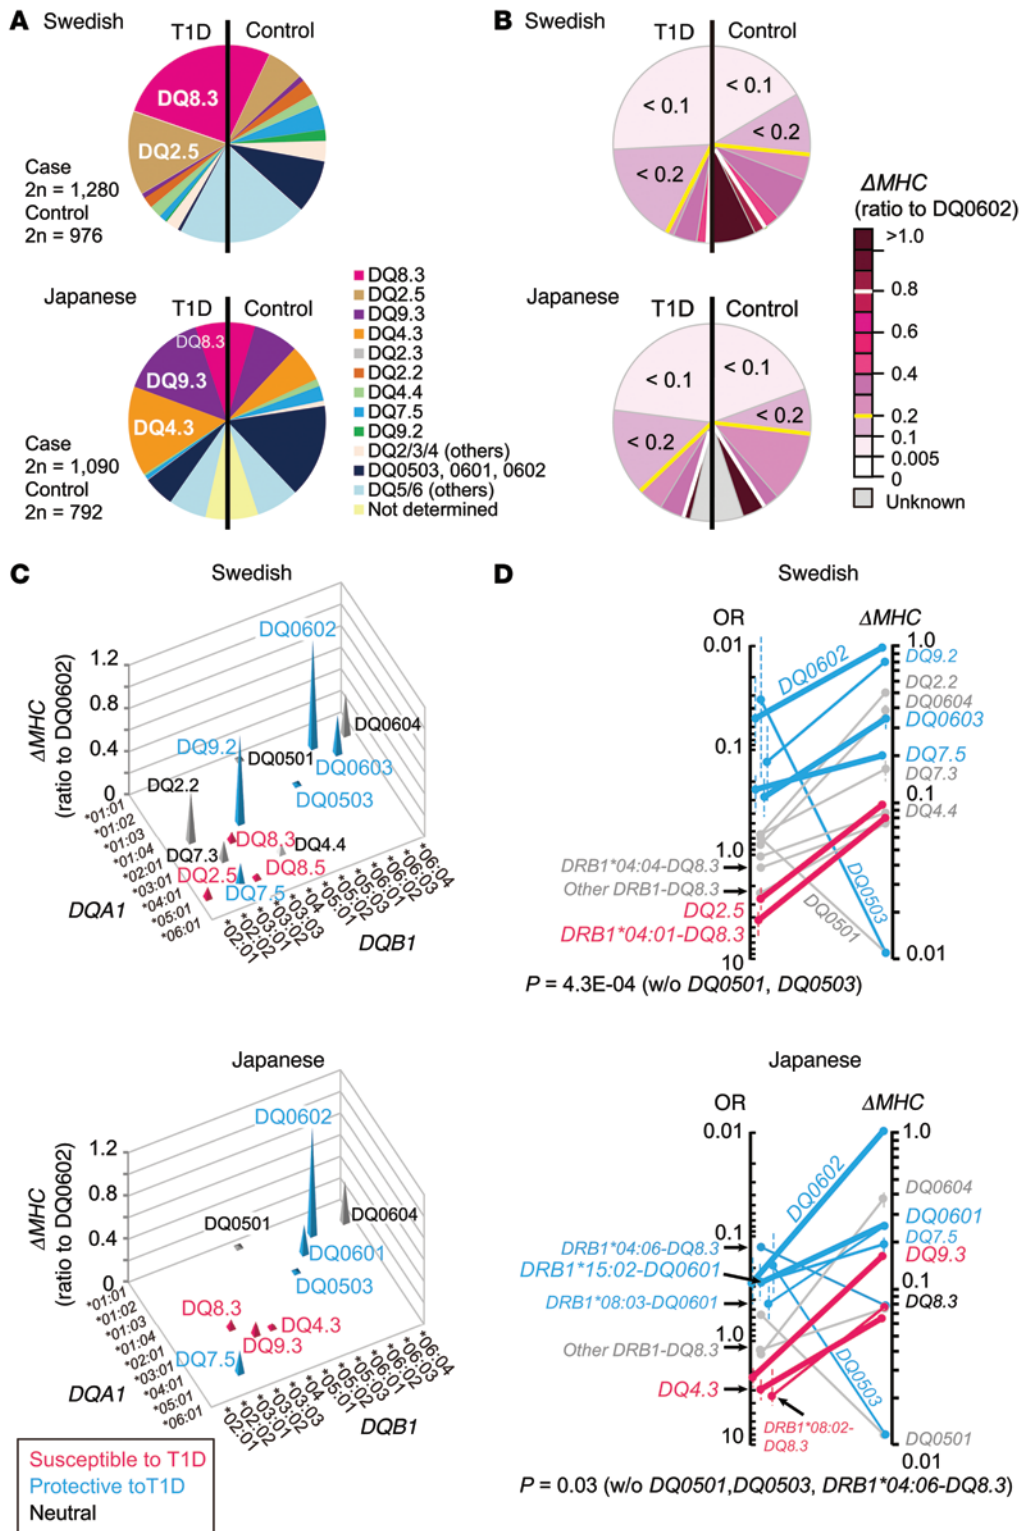 A
Swedish
T1D
Control
DQ8.3
DQ2.5
Case
2n = 1,280
Control
2n = 976
Japanese
T1D
Control
DQ8.3
DQ9.3
DQ4.3
Case
2n = 1,090
Control
2n = 792
DQ8.3
DQ2.5
DQ9.3
DQ4.3
DQ2.3
DQ2.2
DQ4.4
DQ7.5
DQ9.2
DQ2/3/4 (others)
DQ0503, 0601, 0602
DQ5/6 (others)
Not determined
B
Swedish
T1D
Control
< 0.1
< 0.1
< 0.2
< 0.2
Japanese
T1D
Control
< 0.1
< 0.1
< 0.2
< 0.2
ΔMHC
(ratio to DQ0602)
>1.0
0.8
0.6
0.4
0.2
0.1
0.005
0
Unknown
C
Swedish
ΔMHC
(ratio to DQ0602)
1.2
0.8
0.4
0
DQ0602
DQ0604
DQ9.2
DQ0501
DQ0603
DQ2.2
DQ0503
DQ8.3
DQ4.4
DQ7.3
DQ8.5
DQ2.5
DQ7.5
*01:01
*01:02
*01:03
*01:04
*02:01
*03:01
*04:01
*05:01
*06:01
DQA1
*02:01
*02:02
*03:01
*03:02
*03:03
*04
*05:01
*05:02
*05:03
*06:01
*06:02
*06:03
*06:04
DQB1
Japanese
ΔMHC
(ratio to DQ0602)
1.2
0.8
0.4
0
DQ0602
DQ0501
DQ0604
DQ0601
DQ0503
DQ8.3
DQ4.3
DQ9.3
DQ7.5
*01:01
*01:02
*01:03
*01:04
*02:01
*03:01
*04:01
*05:01
*06:01
DQA1
*02:01
*02:02
*03:01
*03:02
*03:03
*04
*05:01
*05:02
*05:03
*06:01
*06:02
*06:03
*06:04
DQB1
Susceptible to T1D
Protective toT1D
Neutral
D
Swedish
OR
ΔMHC
0.01
0.1
1.0
10
1.0
0.1
0.01
DQ0602
DQ9.2
DQ2.2
DQ0604
DQ0603
DQ7.5
DQ7.3
DQ4.4
DRB1*04:04-DQ8.3
Other DRB1-DQ8.3
DQ2.5
DRB1*04:01-DQ8.3
DQ0503
DQ0501
P = 4.3E-04 (w/o DQ0501, DQ0503)
Japanese
OR
ΔMHC
0.01
0.1
1.0
10
1.0
0.1
0.01
DQ0602
DQ0604
DQ0601
DQ7.5
DQ9.3
DQ8.3
DRB1*04:06-DQ8.3
DRB1*15:02-DQ0601
DRB1*08:03-DQ0601
Other DRB1-DQ8.3
DQ4.3
DQ0503
DRB1*08:02-
DQ8.3
DQ0501
P = 0.03 (w/o DQ0501,DQ0503, DRB1*04:06-DQ8.3)